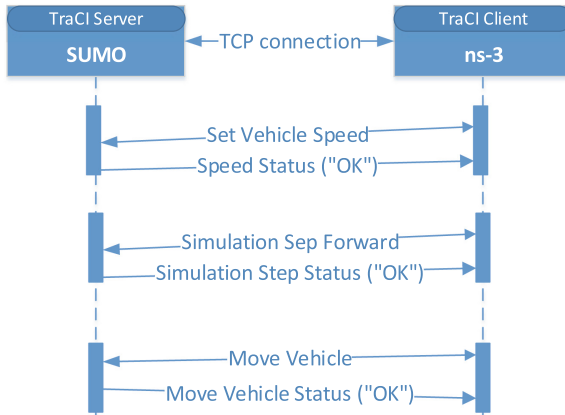 TraCI Server
TraCI Client
SUMO
TCP connection
ns-3
Set Vehicle Speed
Speed Status ("OK")
Simulation Sep Forward
Simulation Step Status ("OK")
Move Vehicle
Move Vehicle Status ("OK")